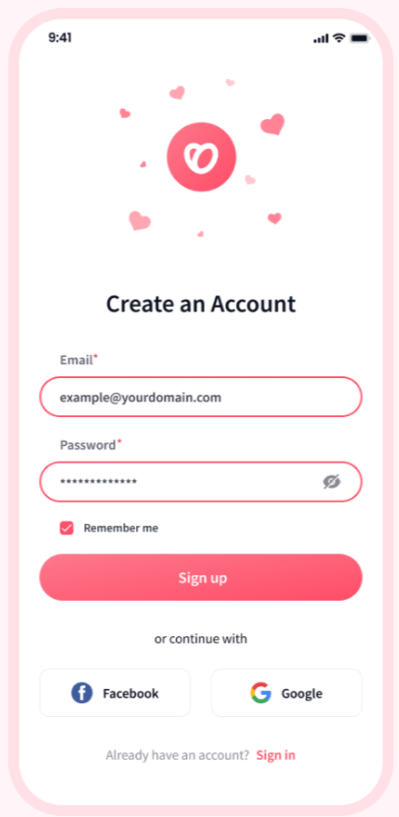 9:41
Create an Account
Email*
example@yourdomain.com
Password*
*************
Remember me
Sign up
or continue with
Facebook
Google
Already have an account? Sign in